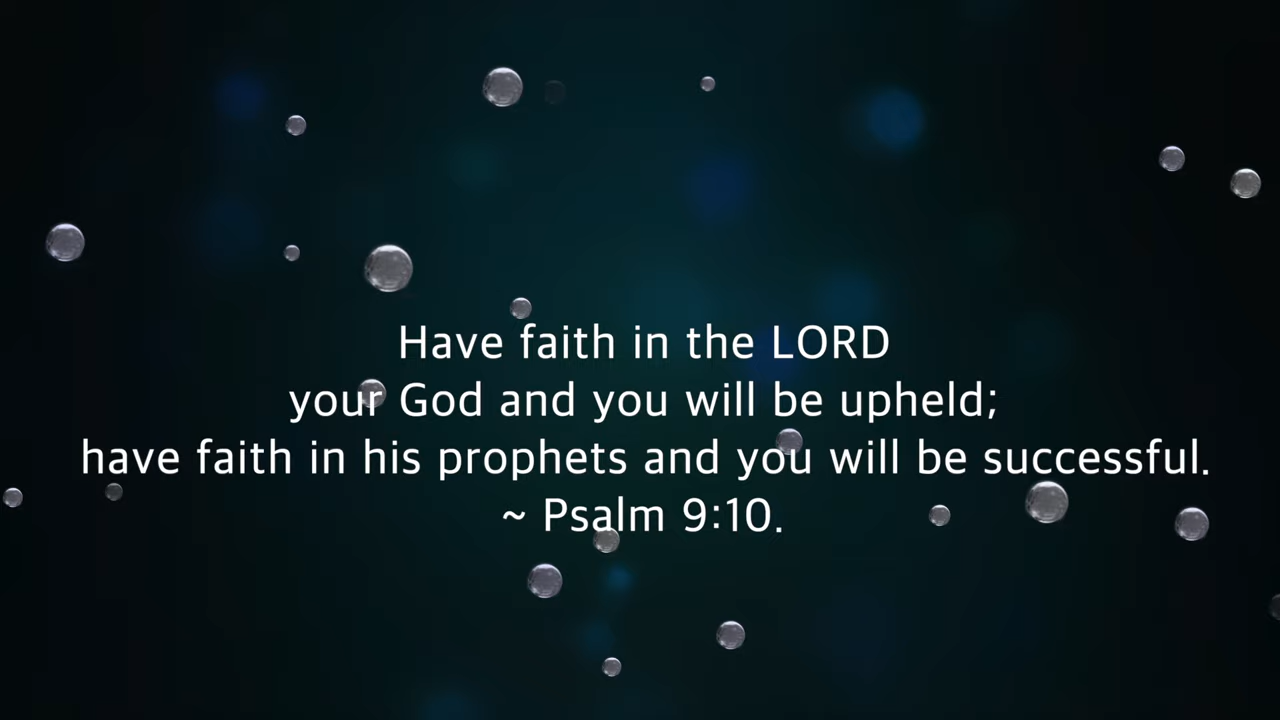 Have faith in the LORD
your God and you will be upheld;
have faith in his prophets and you will be successful.
~ Psalm 9:10.